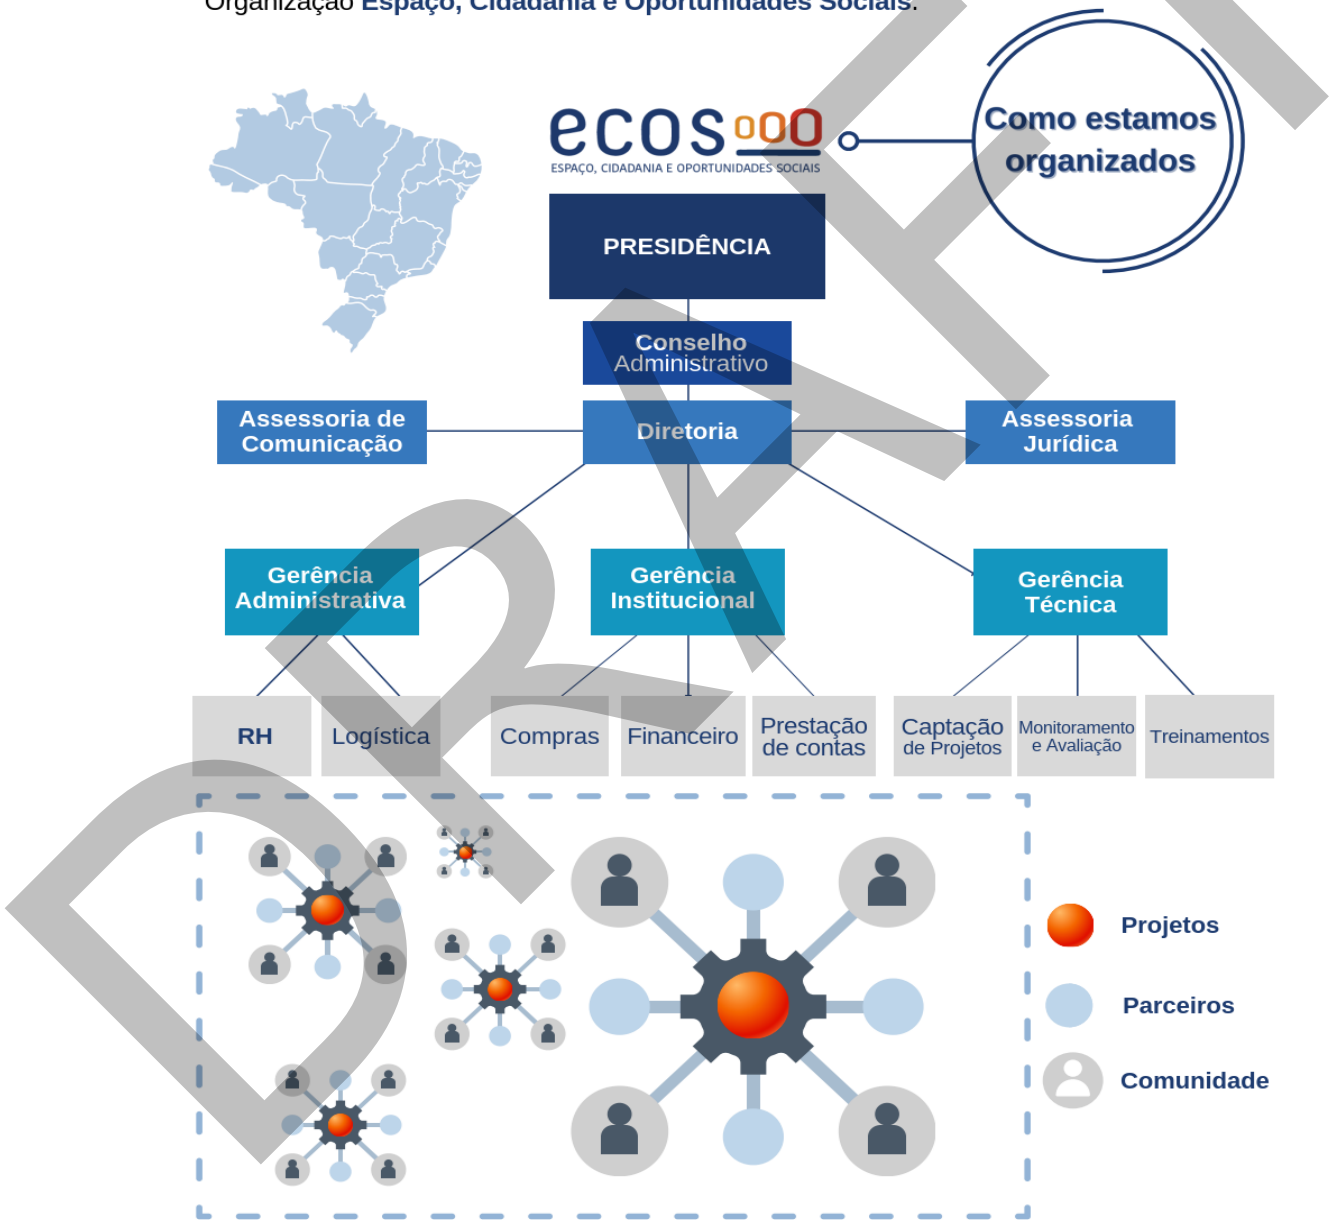 Organização Espaço, Cidadania e Oportunidades Sociais.
ecos
ESPAÇO, CIDADANIA E OPORTUNIDADES SOCIAIS
Como estamos
organizados
PRESIDÊNCIA
Conselho
Administrativo
Assessoria de
Comunicação
Diretoria
Assessoria
Jurídica
Gerência
Administrativa
Gerência
Institucional
Gerência
Técnica
RH
Logística
Compras
Financeiro
Prestação
de contas
Captação
de Projetos
Monitoramento
e Avaliação
Treinamentos
Projetos
Parceiros
Comunidade
DRAFT